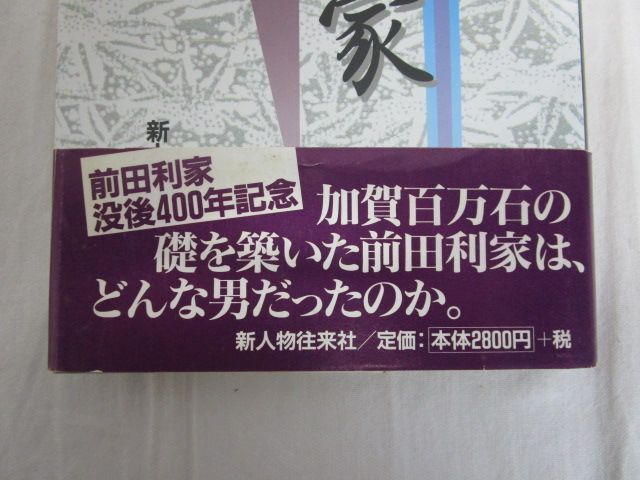 家
新
前田利家
没後400年記念
加賀百万石の
礎を築いた前田利家は、
どんな男だったのか。
新人物往来社／定価：本体2800円+税